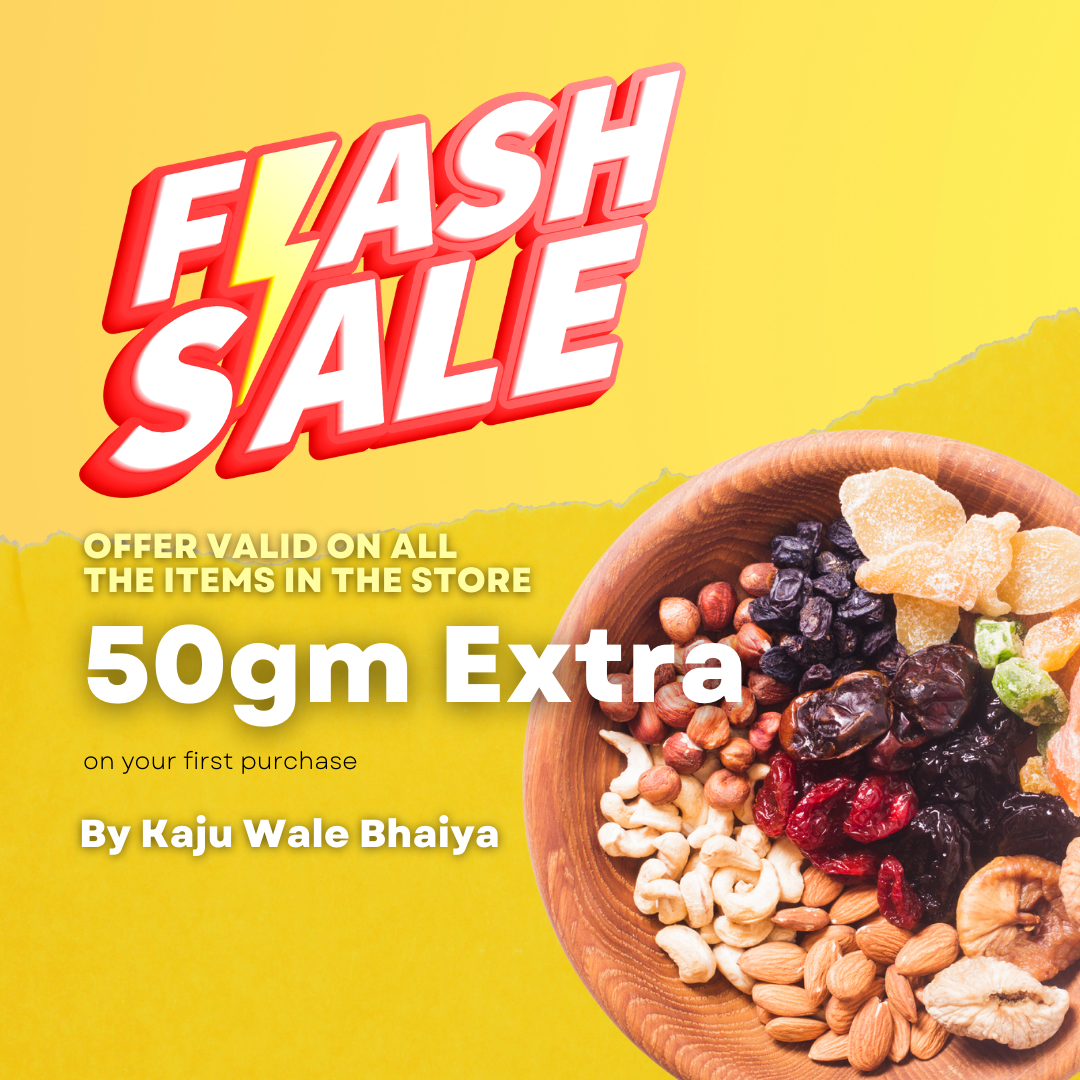 FLASH
SALE
OFFER VALID ON ALL
THE ITEMS IN THE STORE
50gm Extra
on your first purchase
By Kaju Wale Bhaiya